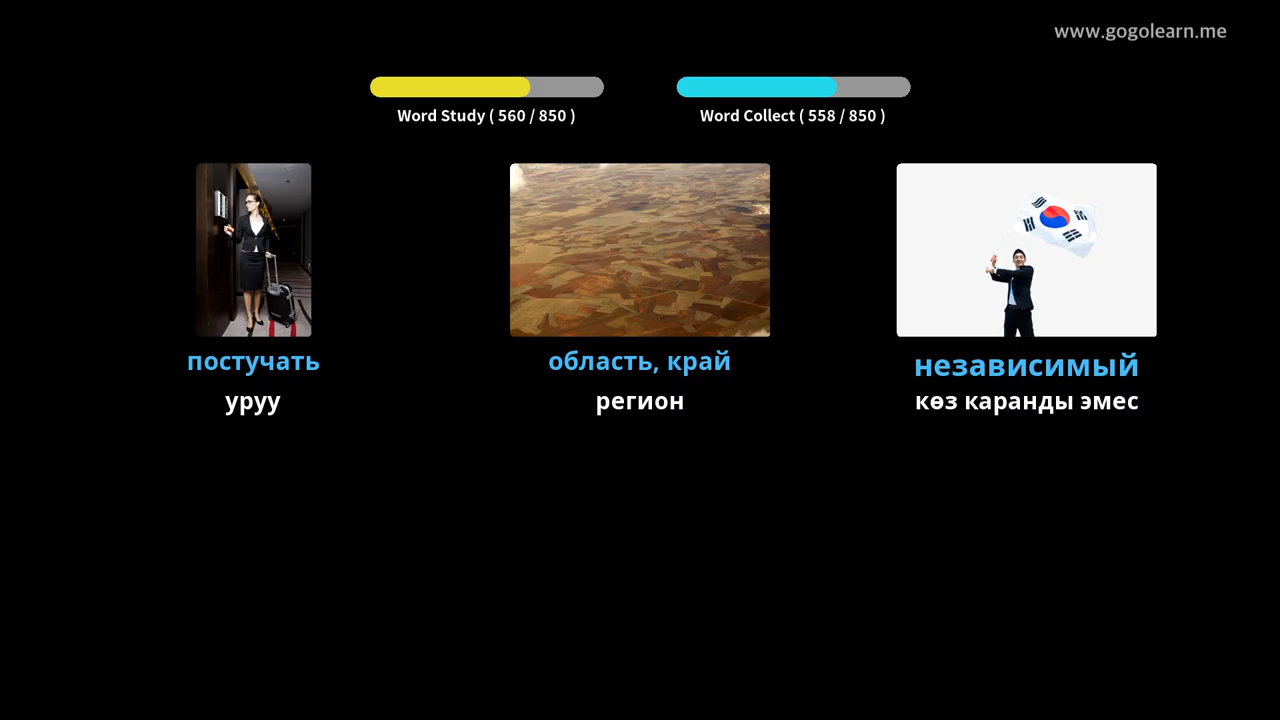 www.gogolearn.me
Word Study ( 560 / 850 )
Word Collect ( 558 / 850 )
постучать
область, край
независимый
уруу
регион
көз каранды эмес